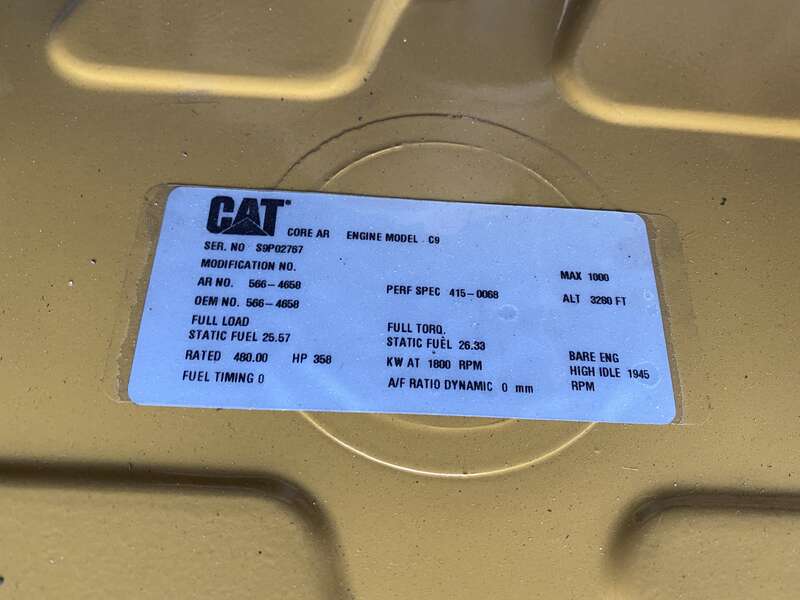 CAT
CORE AR ENGINE MODEL . C9
SER. NO S9P02767
MODIFICATION NO. MAX 1000
AR NO. 566-4658 PERF SPEC 415-0068 ALT 3280 FT
OEM NO. 566-4658
FULL LOAD FULL TORQ.
STATIC FUEL 25.57 STATIC FUEL 26.33
RATED 480.00 HP 358 KW AT 1800 RPM BARE ENG
HIGH IDLE 1945
FUEL TIMING 0 A/F RATIO DYNAMIC 0 mm RPM